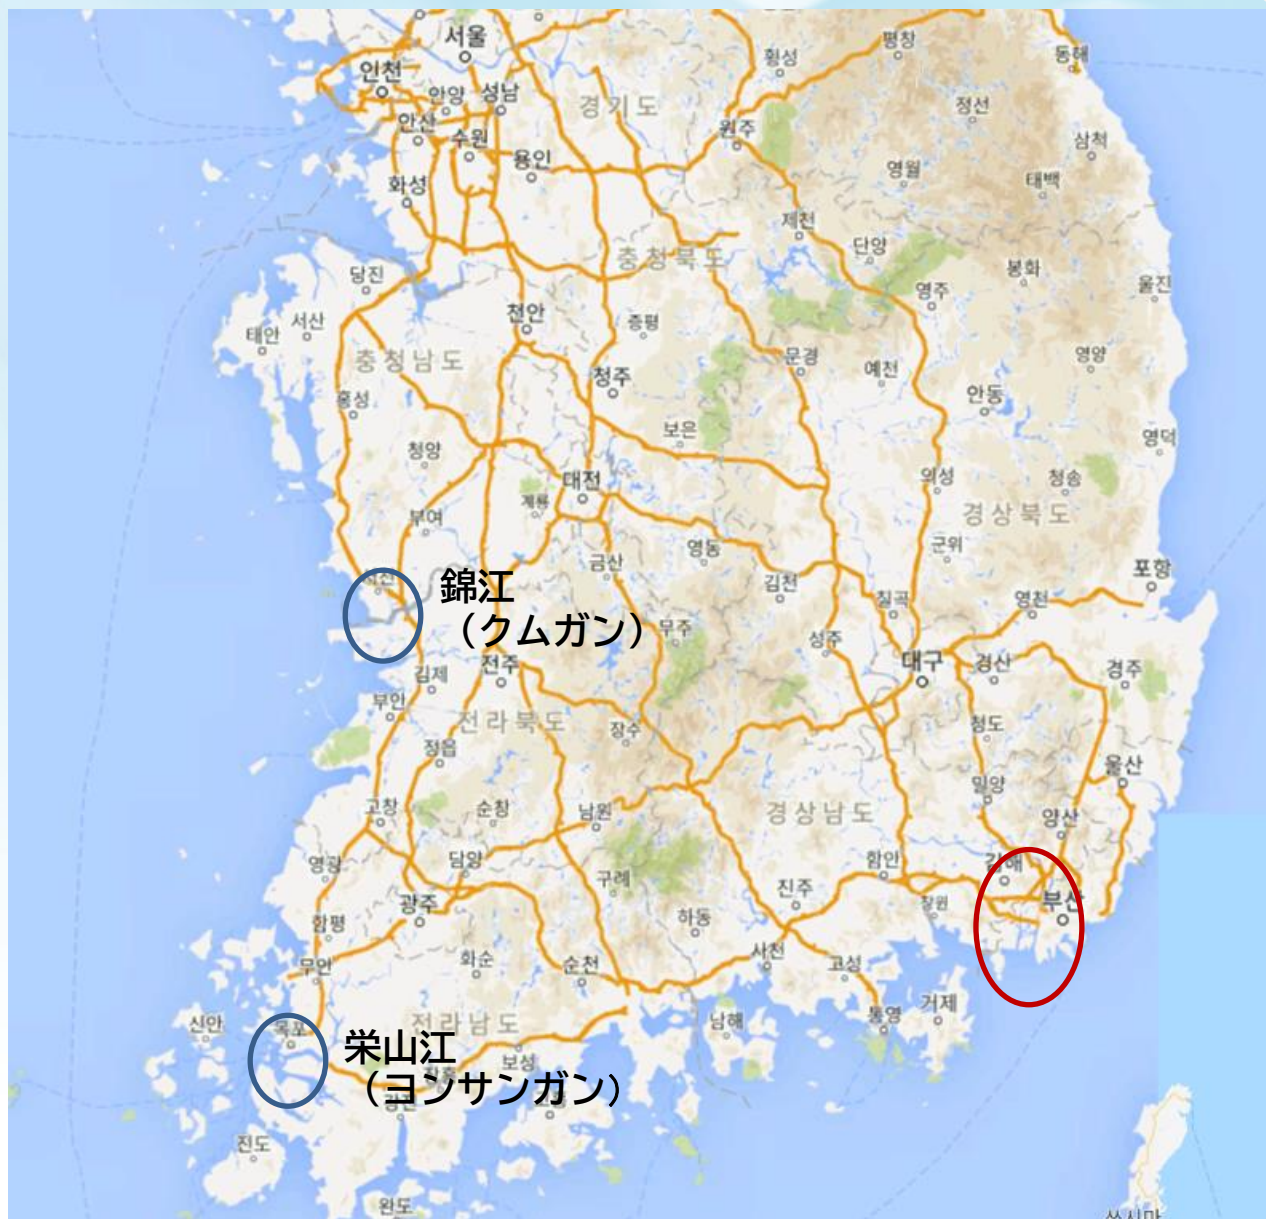 서울
인천
안양
성남
경기도
횡성
평창
동해
정선
안산
수원
용인
원주
삼척
영월
태백
화성
제천
단양
충청북도
봉화
울진
당진
영주
천안
증평
서산
태안
충청남도
문경
예천
영양
청주
안동
홍성
보은
영덕
청양
대전
계룡
의성
청송
경상북도
부여
영동
군위
금산
김천
포항
錦江
（クムガン）
칠곡
영천
무주
성주
대구
경산
경주
김제
전주
부안
전라북도
장수
청도
정읍
울산
밀양
고창
순창
남원
경상남도
양산
영광
담양
함안
김해
구례
진주
창원
부산
광주
함평
하동
무안
화순
순천
사천
고성
신안
목포
전라남도
남해
통영
거제
栄山江
（ヨンサンガン）
보성
진도
완도